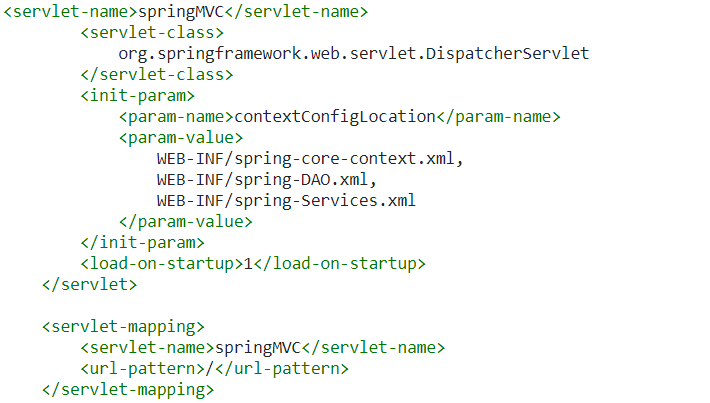 <servlet-name>springMVC</servlet-name>
<servlet-class>
org.springframework.web.servlet.DispatcherServlet
</servlet-class>
<init-param>
<param-name>contextConfigLocation</param-name>
<param-value>
WEB-INF/spring-core-context.xml,
WEB-INF/spring-DAO.xml,
WEB-INF/spring-Services.xml
</param-value>
</init-param>
<load-on-startup>1</load-on-startup>
</servlet>
<servlet-mapping>
<servlet-name>springMVC</servlet-name>
<url-pattern>/</url-pattern>
</servlet-mapping>